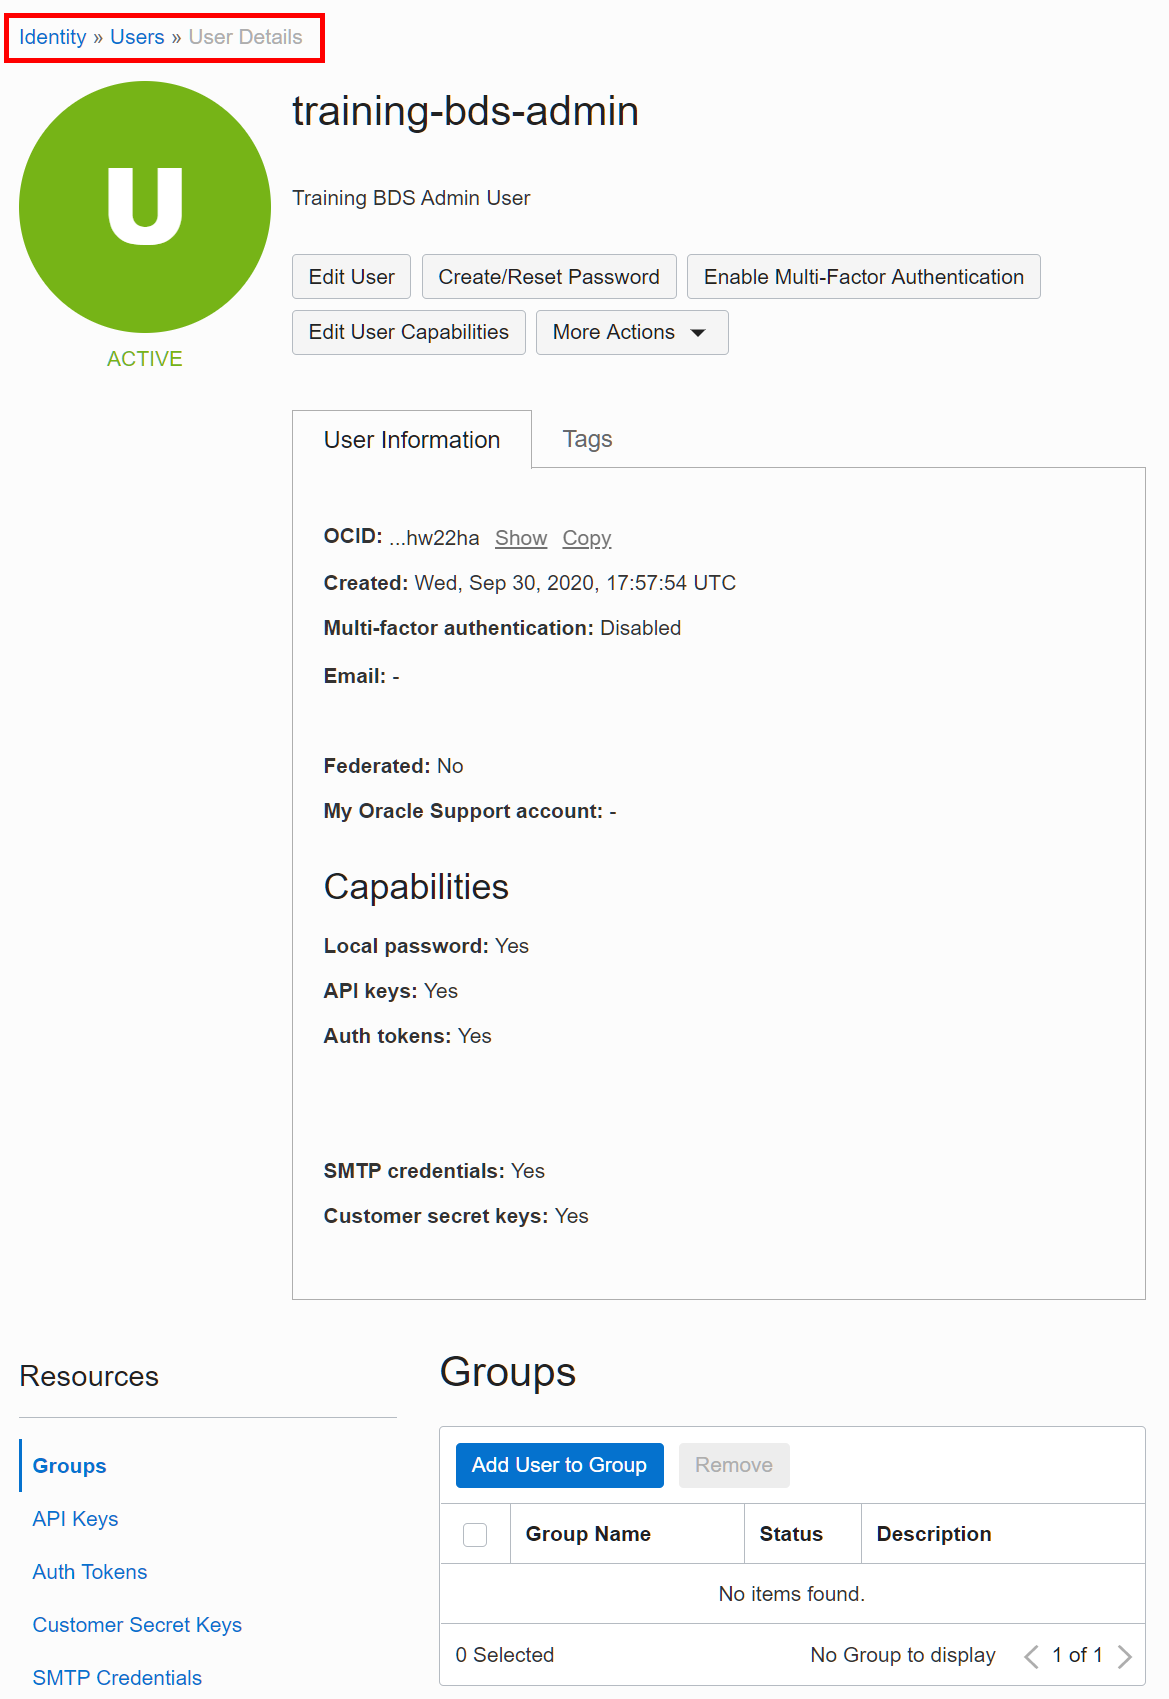 Identity » Users » User Details
U
ACTIVE
training-bds-admin
Training BDS Admin User
Edit User Create/Reset Password Enable Multi-Factor Authentication
Edit User Capabilities More Actions
User Information Tags
OCID: ...hw22ha Show Copy
Created: Wed, Sep 30, 2020, 17:57:54 UTC
Multi-factor authentication: Disabled
Email: -
Federated: No
My Oracle Support account: -
Capabilities
Local password: Yes
API keys: Yes
Auth tokens: Yes
SMTP credentials: Yes
Customer secret keys: Yes
Resources
Groups
API Keys
Auth Tokens
Customer Secret Keys
SMTP Credentials
Groups
Add User to Group Remove
Group Name Status Description
No items found.
0 Selected No Group to display 1 of 1